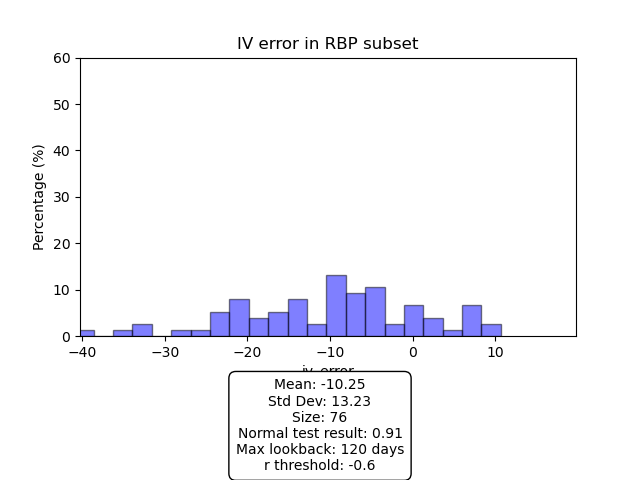 IV error in RBP subset
Percentage (%)
60
50
40
30
20
10
0
−40 −30 −20 −10 0 10
iv_error
Mean: -10.25
Std Dev: 13.23
Size: 76
Normal test result: 0.91
Max lookback: 120 days
r threshold: -0.6